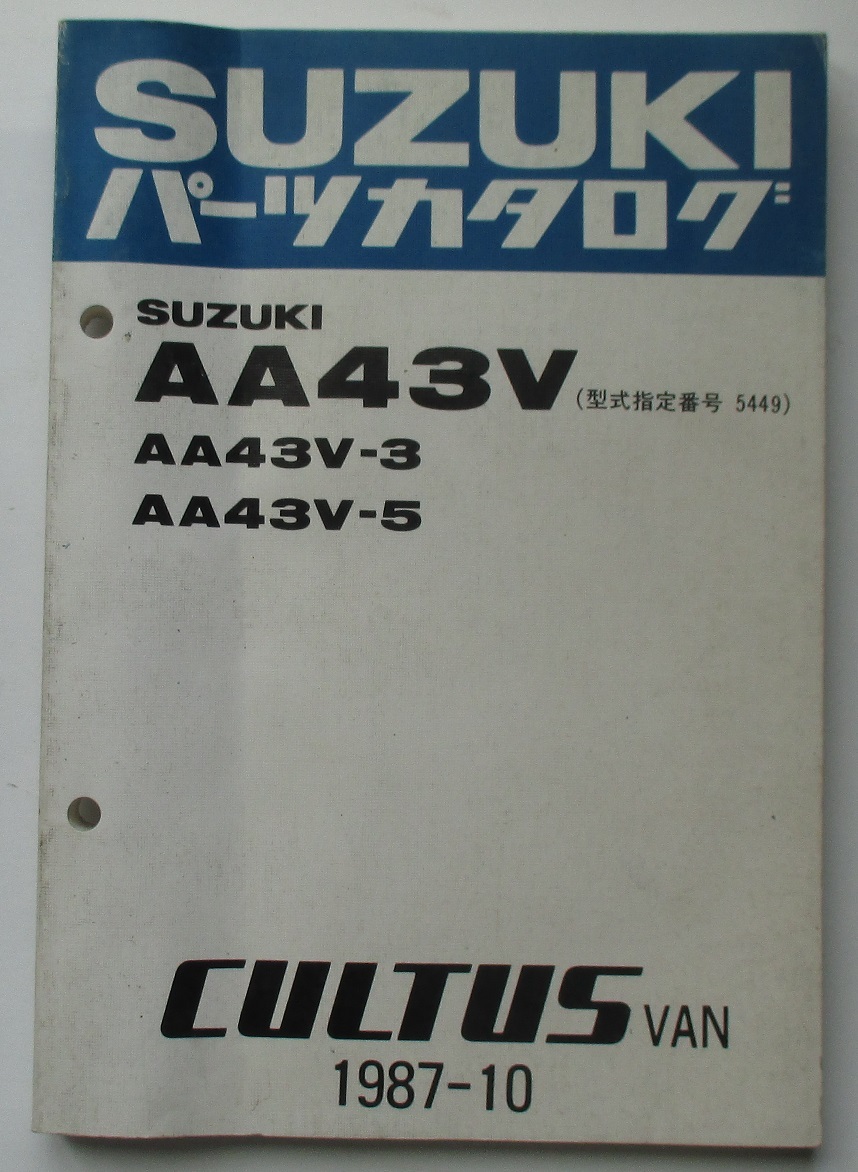 SUZUKI
パーツカタログ
SUZUKI
AA43V (型式指定番号 5449)
AA43V-3
AA43V-5
CULTUS VAN
1987-10